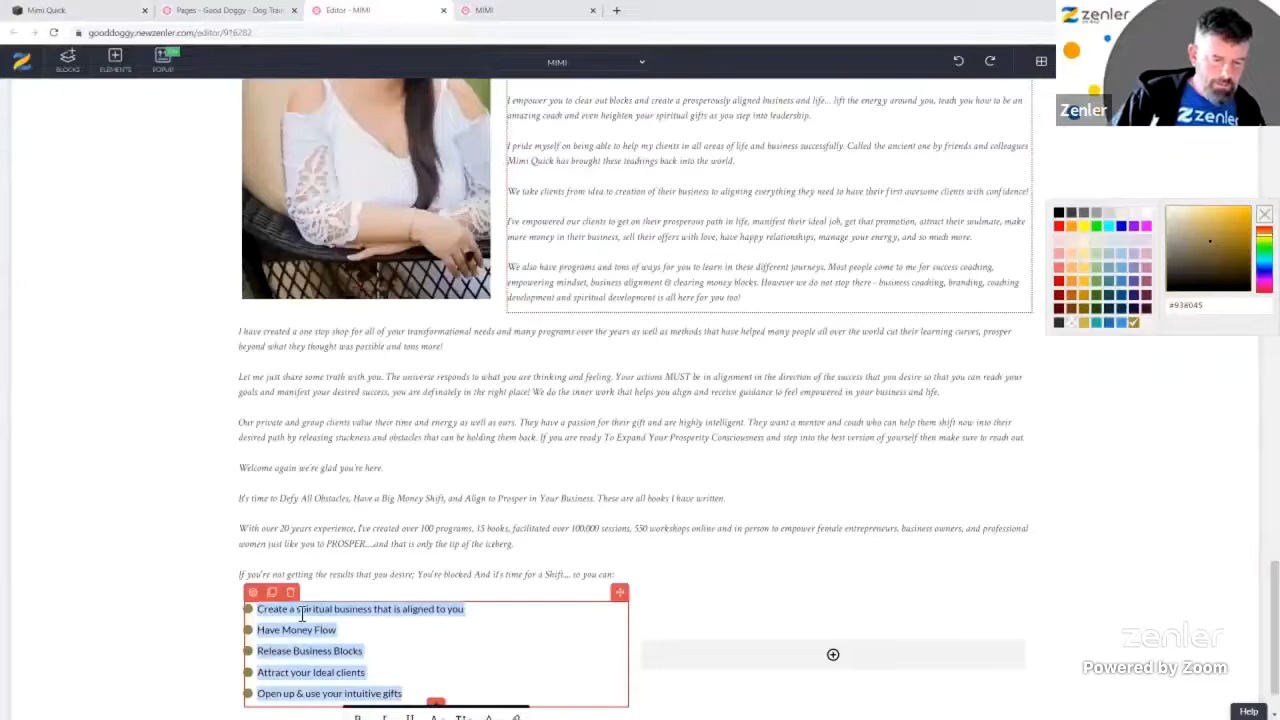 Mimi Quick
Pages - Good Doggy - Dog Train
Editor - MIMI
MIMI
gooddoggy.newzenler.com/editor/916282
BLOCKS
ELEMENTS
POPUP
MIMI
zenler
Zenler
zenler
#938045
I empower you to clear out blocks and create a prosperously aligned business and life... lift the energy around you, teach you how to be an
amazing coach and even heighten your spiritual gifts as you step into leadership.
I pride myself on being able to help my clients in all areas of life and business successfully. Called the ancient one by friends and colleagues
Mimi Quick has brought these teachings back into the world.
We take clients from idea to creation of their business to aligning everything they need to have their first awesome clients with confidence!
I've empowered our clients to get on their prosperous path in life, manifest their ideal job, get that promotion, attract their soulmate, make
more money in their business, sell their offers with love, have happy relationships, manage your energy, and so much more.
We also have programs and tons of ways for you to learn in these different journeys. Most people come to me for success coaching,
empowering mindset, business alignment & clearing money blocks. However we do not stop there - business coaching, branding, coaching
development and spiritual development is all here for you too!
I have created a one stop shop for all of your transformational needs and many programs over the years as well as methods that have helped many people all over the world cut their learning curves, prosper
beyond what they thought was possible and tons more!
Let me just share some truth with you. The universe responds to what you are thinking and feeling. Your actions MUST be in alignment in the direction of the success that you desire so that you can reach your
goals and manifest your desired success, you are definately in the right place! We do the inner work that helps you align and receive guidance to feel empowered in your business and life.
Our private and group clients value their time and energy as well as ours. They have a passion for their gift and are highly intelligent. They want a mentor and coach who can help them shift now into their
desired path by releasing stuckness and obstacles that can be holding them back. If you are ready To Expand Your Prosperity Consciousness and step into the best version of yourself then make sure to reach out.
Welcome again we're glad you're here.
It's time to Defy All Obstacles, Have a Big Money Shift, and Align to Prosper in Your Business. These are all books I have written.
With over 20 years experience, I've created over 100 programs, 15 books, facilitated over 100,000 sessions, 550 workshops online and in person to empower female entrepreneurs, business owners, and professional
women just like you to PROSPER....and that is only the tip of the iceberg.
If you're not getting the results that you desire; You're blocked And it's time for a Shift.... so you can:
Create a spiritual business that is aligned to you
Have Money Flow
Release Business Blocks
Attract your Ideal clients
Open up & use your intuitive gifts
zenler
Powered by Zoom
Help